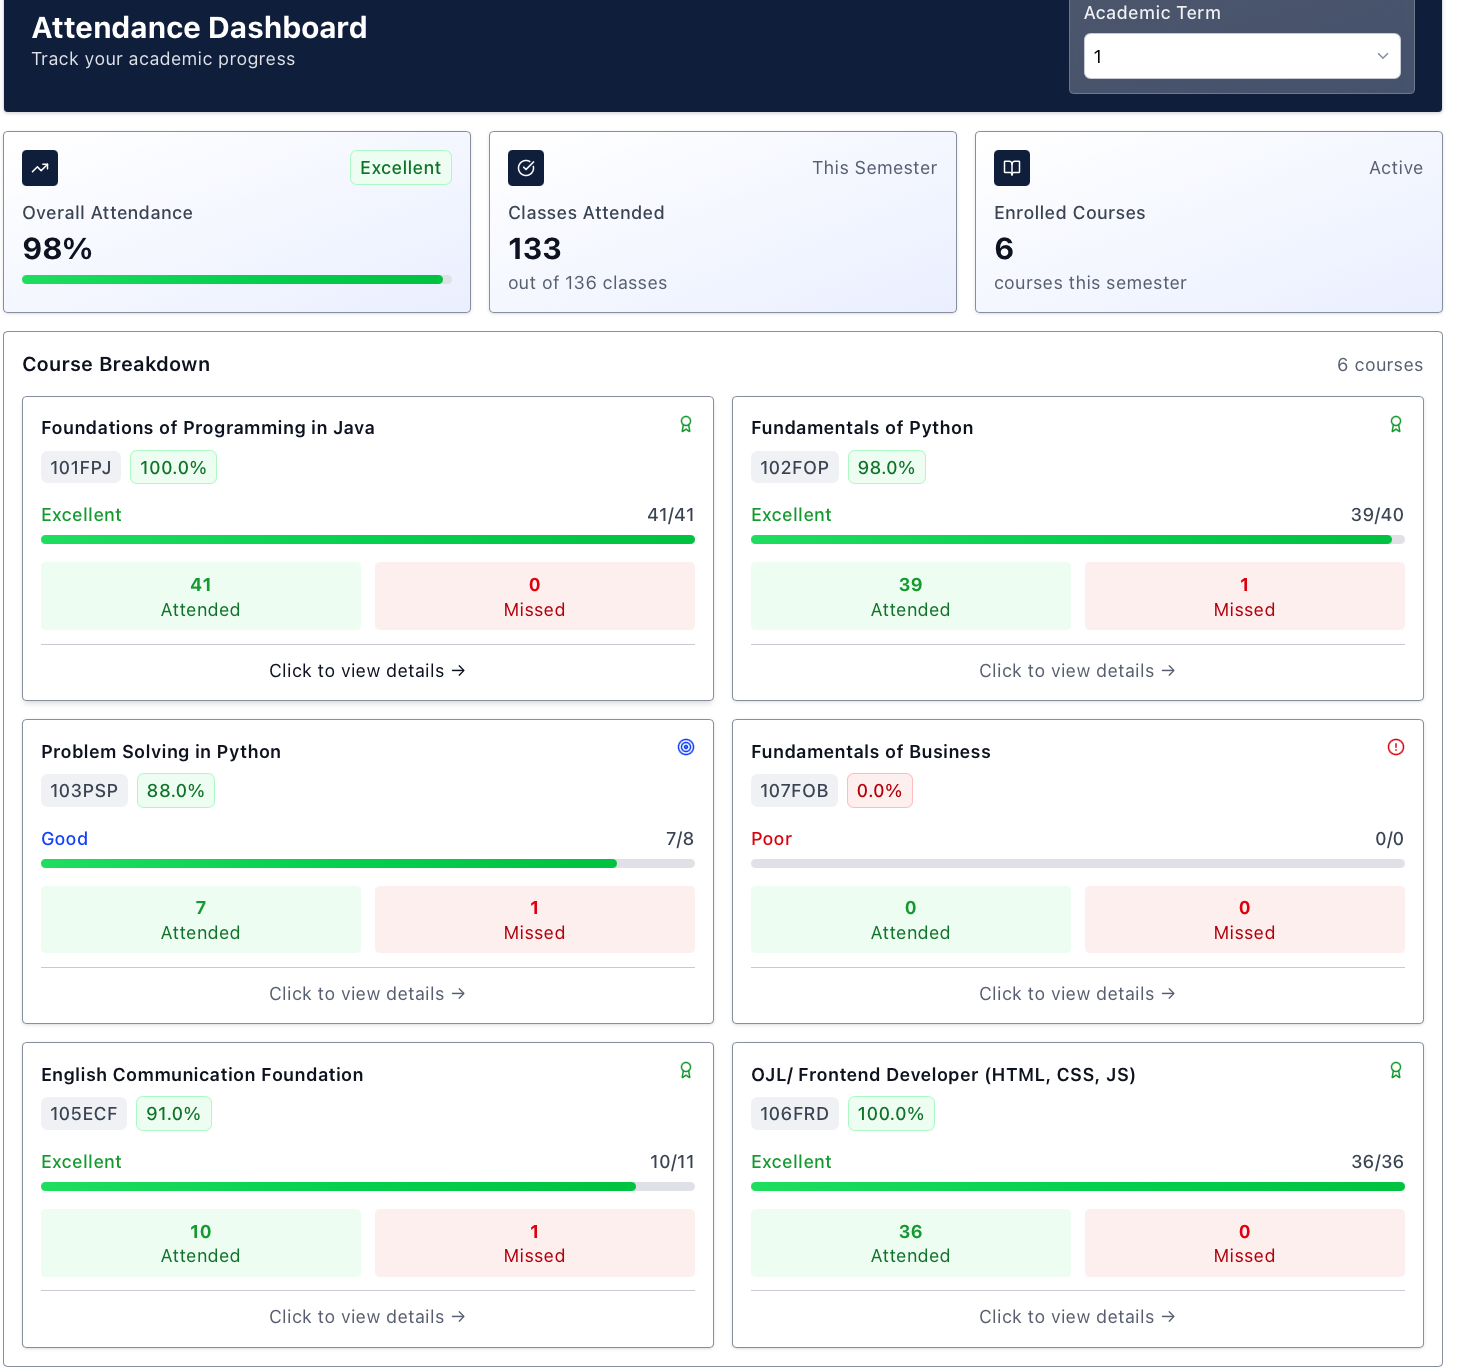 Attendance Dashboard
Track your academic progress
Academic Term
1
Excellent
Overall Attendance
98%
This Semester
Classes Attended
133
out of 136 classes
Active
Enrolled Courses
6
courses this semester
Course Breakdown
6 courses
Foundations of Programming in Java
101FPJ 100.0%
Excellent 41/41
41
Attended
0
Missed
Click to view details →
Fundamentals of Python
102FOP 98.0%
Excellent 39/40
39
Attended
1
Missed
Click to view details →
Problem Solving in Python
103PSP 88.0%
Good 7/8
7
Attended
1
Missed
Click to view details →
Fundamentals of Business
107FOB 0.0%
Poor 0/0
0
Attended
0
Missed
Click to view details →
English Communication Foundation
105ECF 91.0%
Excellent 10/11
10
Attended
1
Missed
Click to view details →
OJL/ Frontend Developer (HTML, CSS, JS)
106FRD 100.0%
Excellent 36/36
36
Attended
0
Missed
Click to view details →